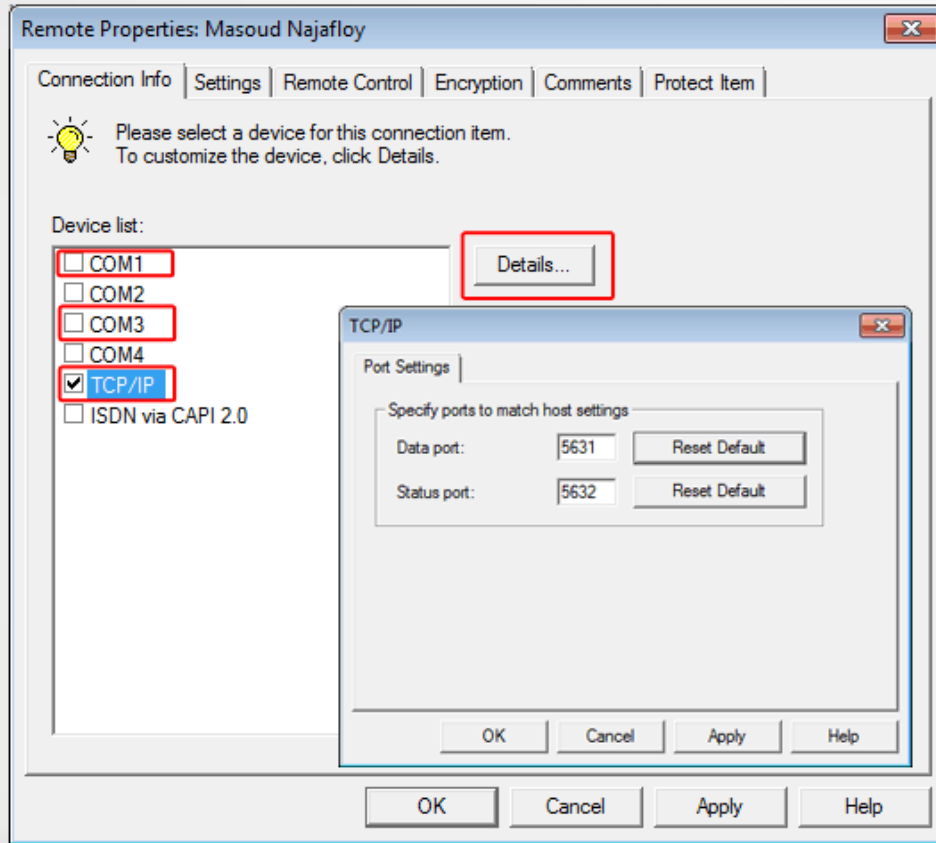 Remote Properties: Masoud Najafloy
Connection Info Settings Remote Control Encryption Comments Protect Item
Please select a device for this connection item.
To customize the device, click Details.
Device list:
COM1
COM2
COM3
COM4
TCP/IP
ISDN via CAPI 2.0
Details...
TCP/IP
Port Settings
Specify ports to match host settings
Data port: 5631 Reset Default
Status port: 5632 Reset Default
OK Cancel Apply Help
OK Cancel Apply Help